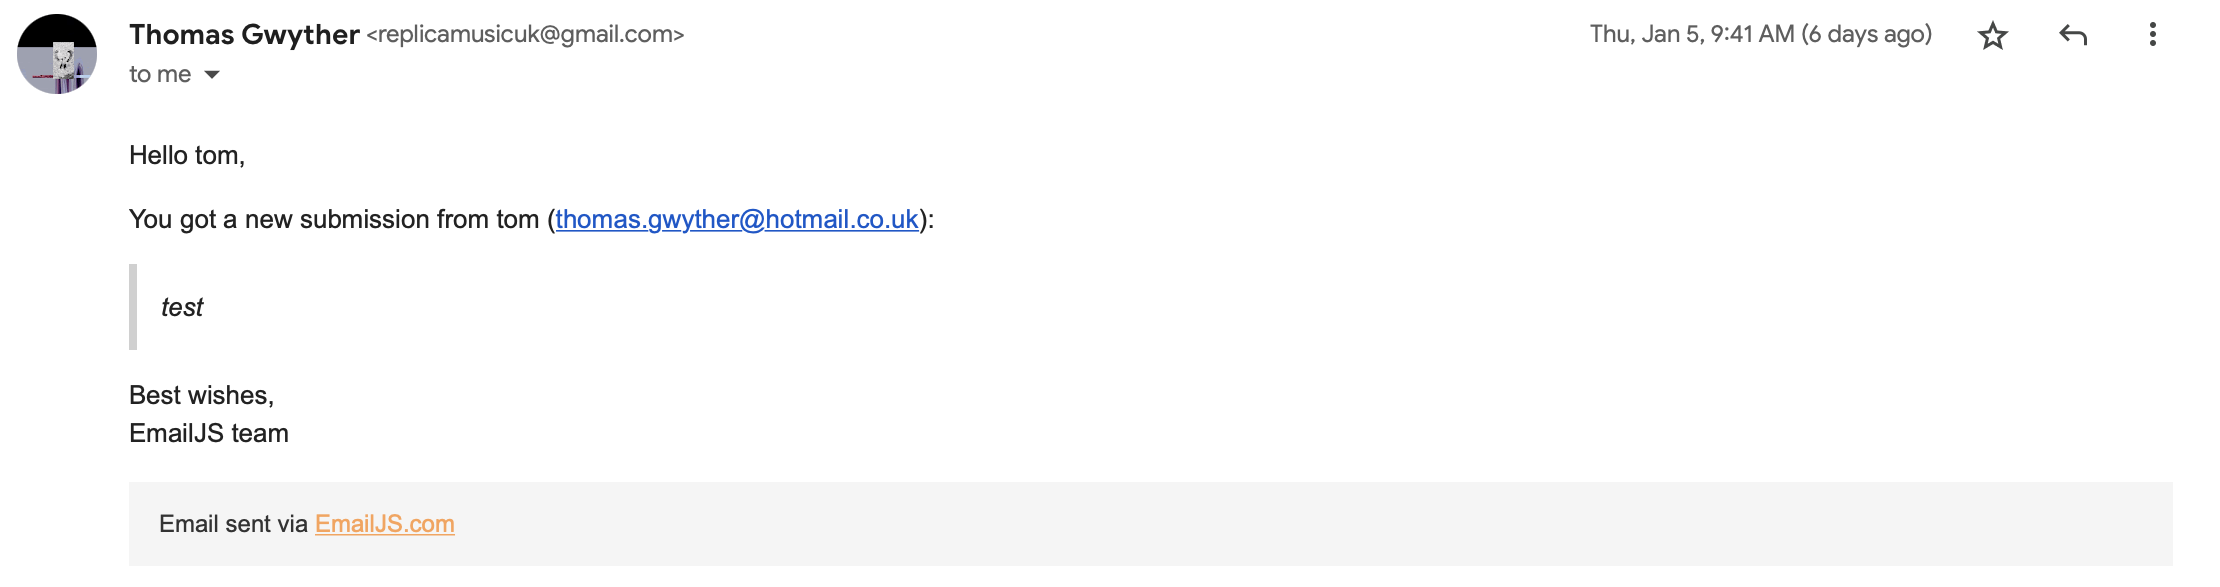 Thomas Gwyther <replicamusicuk@gmail.com>
Thu, Jan 5, 9:41 AM (6 days ago)
to me
Hello tom,
You got a new submission from tom (thomas.gwyther@hotmail.co.uk):
test
Best wishes,
EmailJS team
Email sent via EmailJS.com